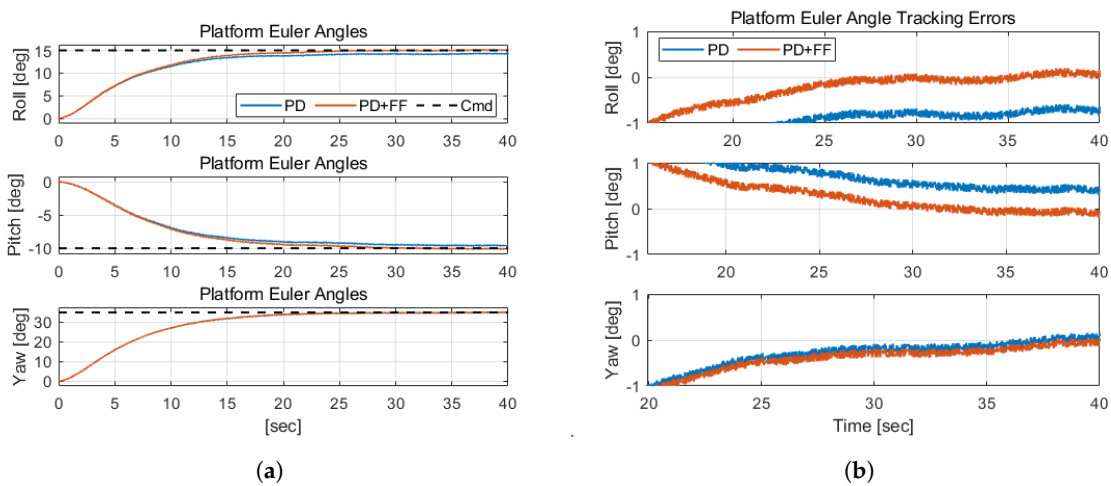 Platform Euler Angles
Roll [deg]
15
10
5
0
PD PD+FF Cmd
0 5 10 15 20 25 30 35 40
Platform Euler Angles
Pitch [deg]
0
-5
-10
0 5 10 15 20 25 30 35 40
Platform Euler Angles
Yaw [deg]
30
20
10
0
0 5 10 15 20 25 30 35 40
[sec]
(a)
Platform Euler Angle Tracking Errors
Roll [deg]
1
0
-1
PD PD+FF
20 25 30 35 40
Pitch [deg]
1
0
-1
20 25 30 35 40
Yaw [deg]
1
0
-1
20 25 30 35 40
Time [sec]
(b)